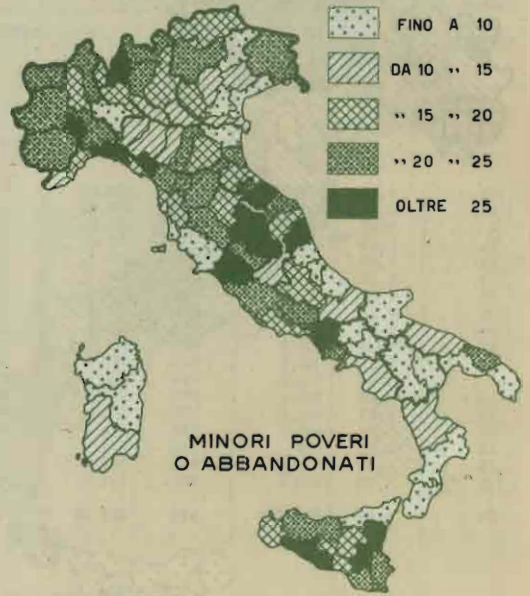 FINO A 10
DA 10 ,, 15
,, 15 ,, 20
,, 20 ,, 25
OLTRE 25
MINORI POVERI
O ABBANDONATI